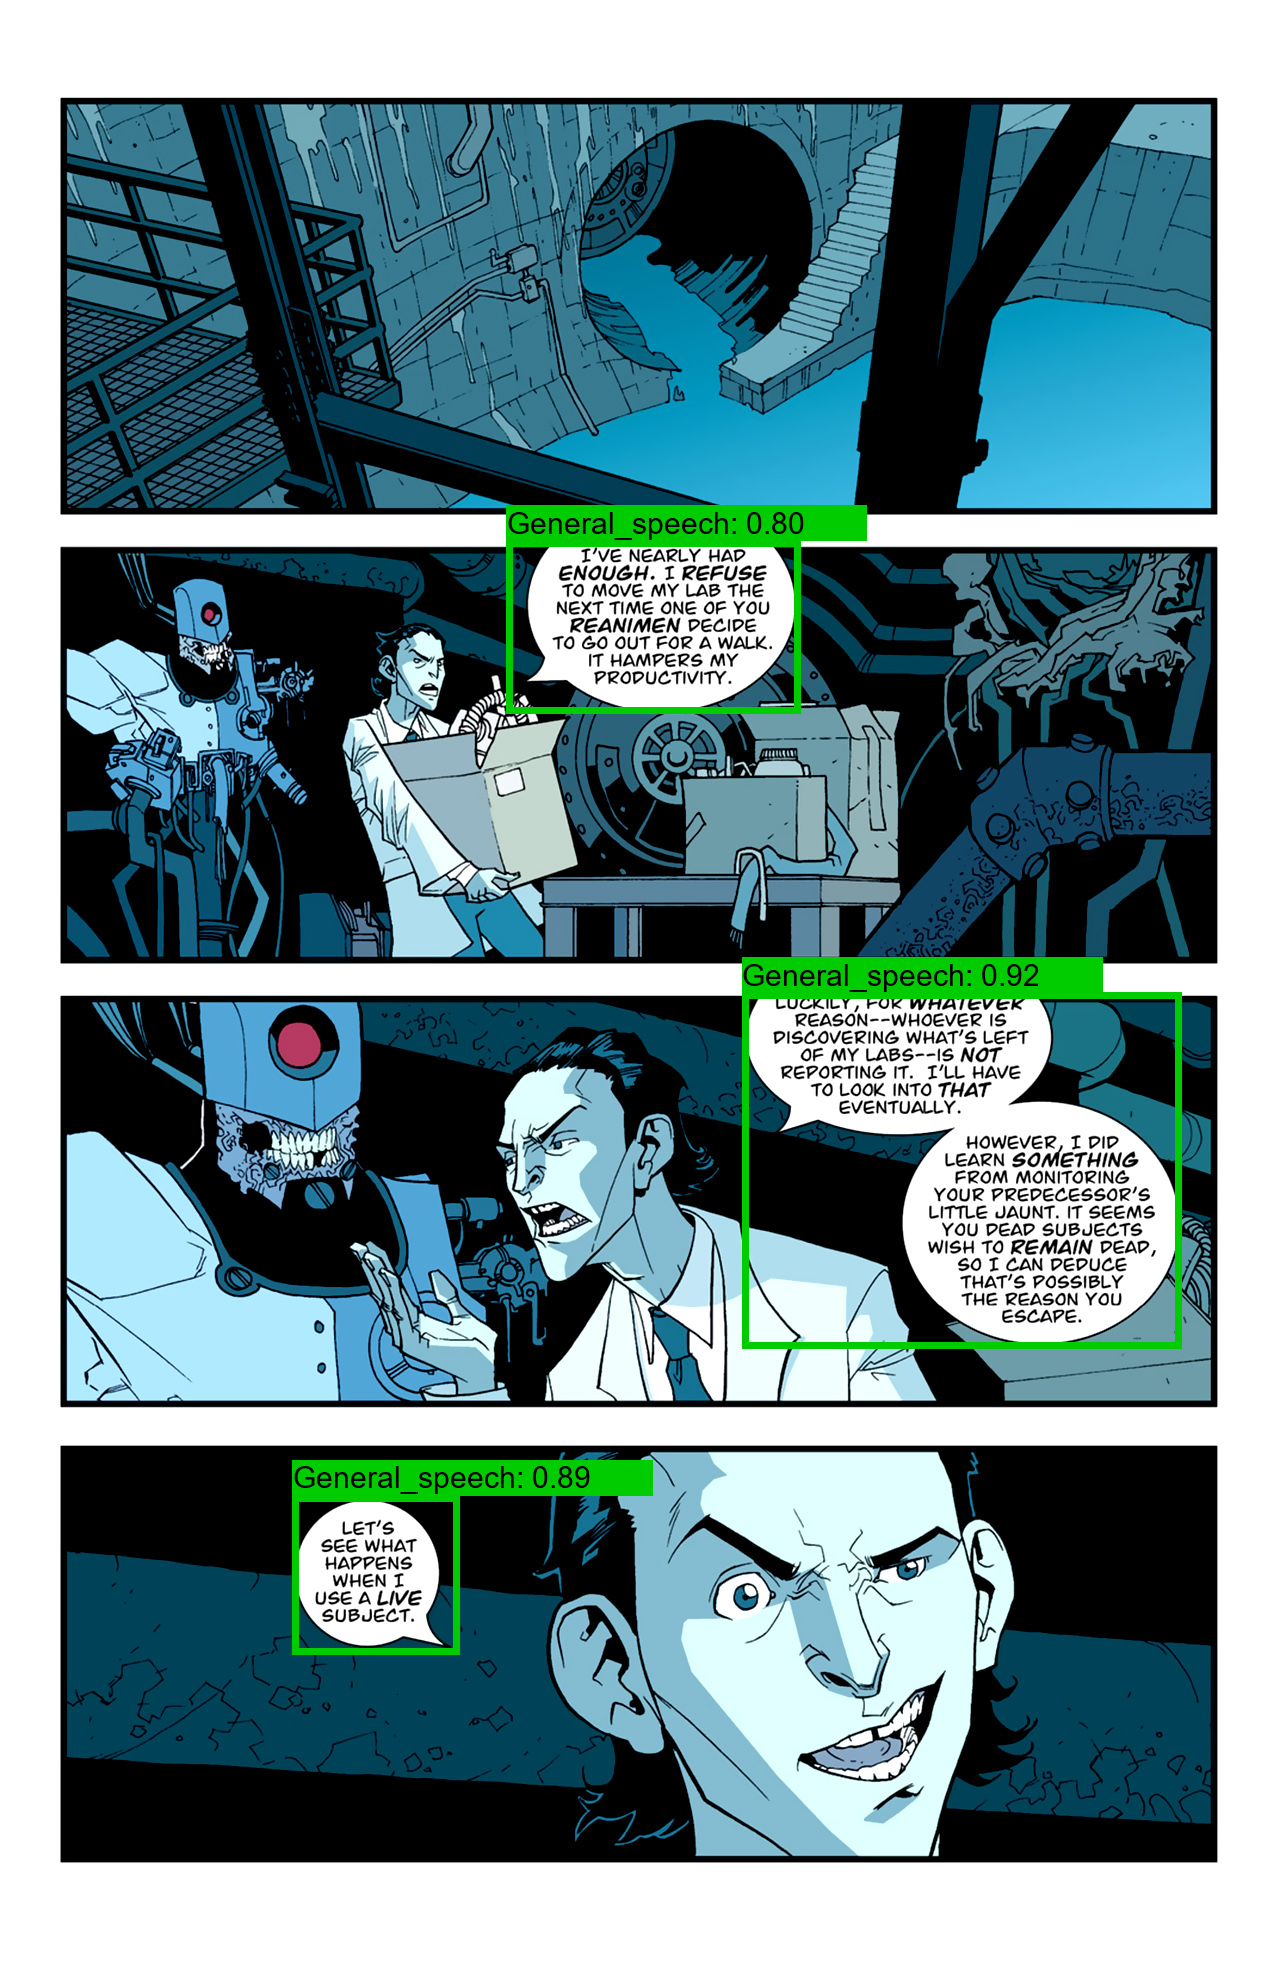 General_speech: 0.80
I'VE NEARLY HAD
ENOUGH. I REFUSE
TO MOVE MY LAB THE
NEXT TIME ONE OF YOU
REANIMEN DECIDE
TO GO OUT FOR A WALK.
IT HAMPERS MY
PRODUCTIVITY.
General_speech: 0.92
LUCKILY, FOR WHATEVER
REASON--WHOEVER IS
DISCOVERING WHAT'S LEFT
OF MY LABS--IS NOT
REPORTING IT. I'LL HAVE
TO LOOK INTO THAT
EVENTUALLY.
HOWEVER, I DID
LEARN SOMETHING
FROM MONITORING
YOUR PREDECESSOR'S
LITTLE JAUNT. IT SEEMS
YOU DEAD SUBJECTS
WISH TO REMAIN DEAD,
SO I CAN DEDUCE
THAT'S POSSIBLY
THE REASON YOU
ESCAPE.
General_speech: 0.89
LET'S
SEE WHAT
HAPPENS
WHEN I
USE A LIVE
SUBJECT.